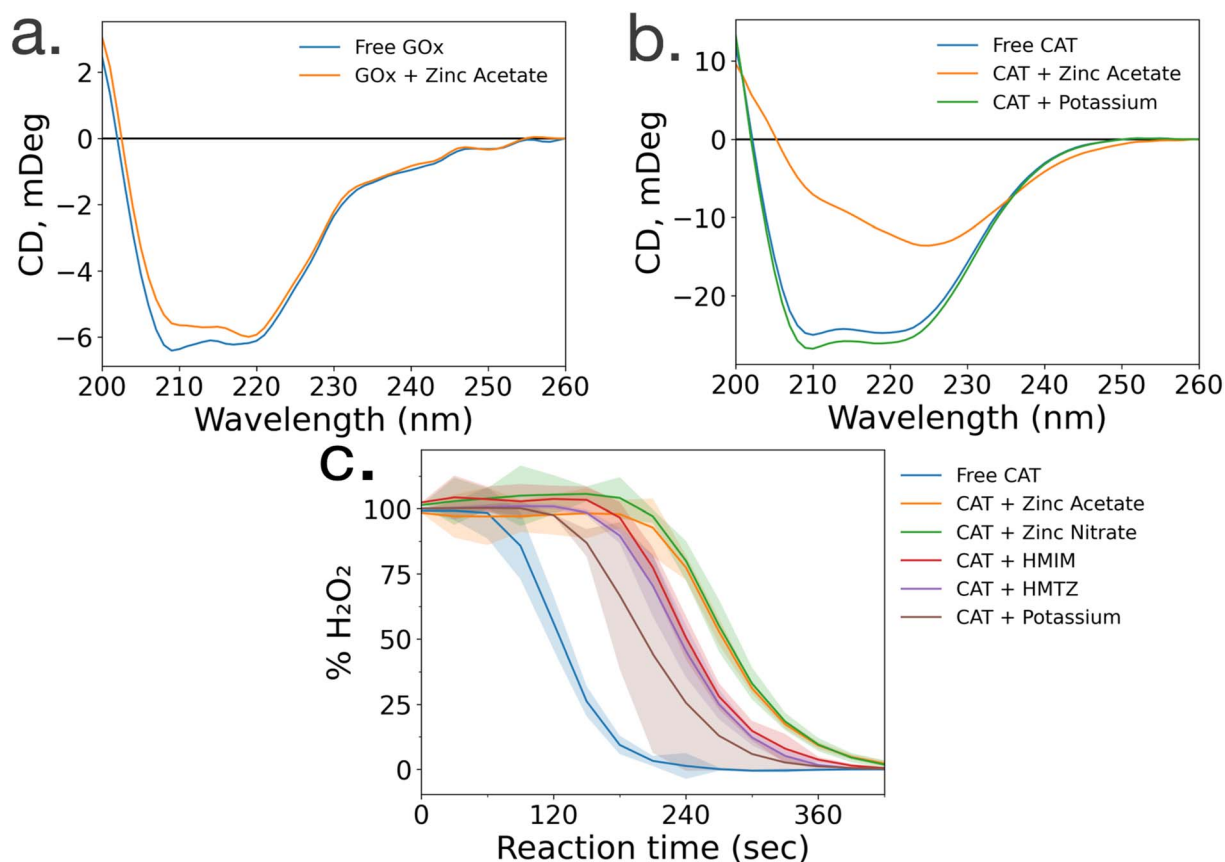 a.
Free GOx
GOx + Zinc Acetate
2
0
−2
−4
−6
CD, mDeg
200 210 220 230 240 250 260
Wavelength (nm)
b.
Free CAT
CAT + Zinc Acetate
CAT + Potassium
10
0
−10
−20
CD, mDeg
200 210 220 230 240 250 260
Wavelength (nm)
c.
Free CAT
CAT + Zinc Acetate
CAT + Zinc Nitrate
CAT + HMIM
CAT + HMTZ
CAT + Potassium
100
75
50
25
0
% H₂O₂
0 120 240 360
Reaction time (sec)